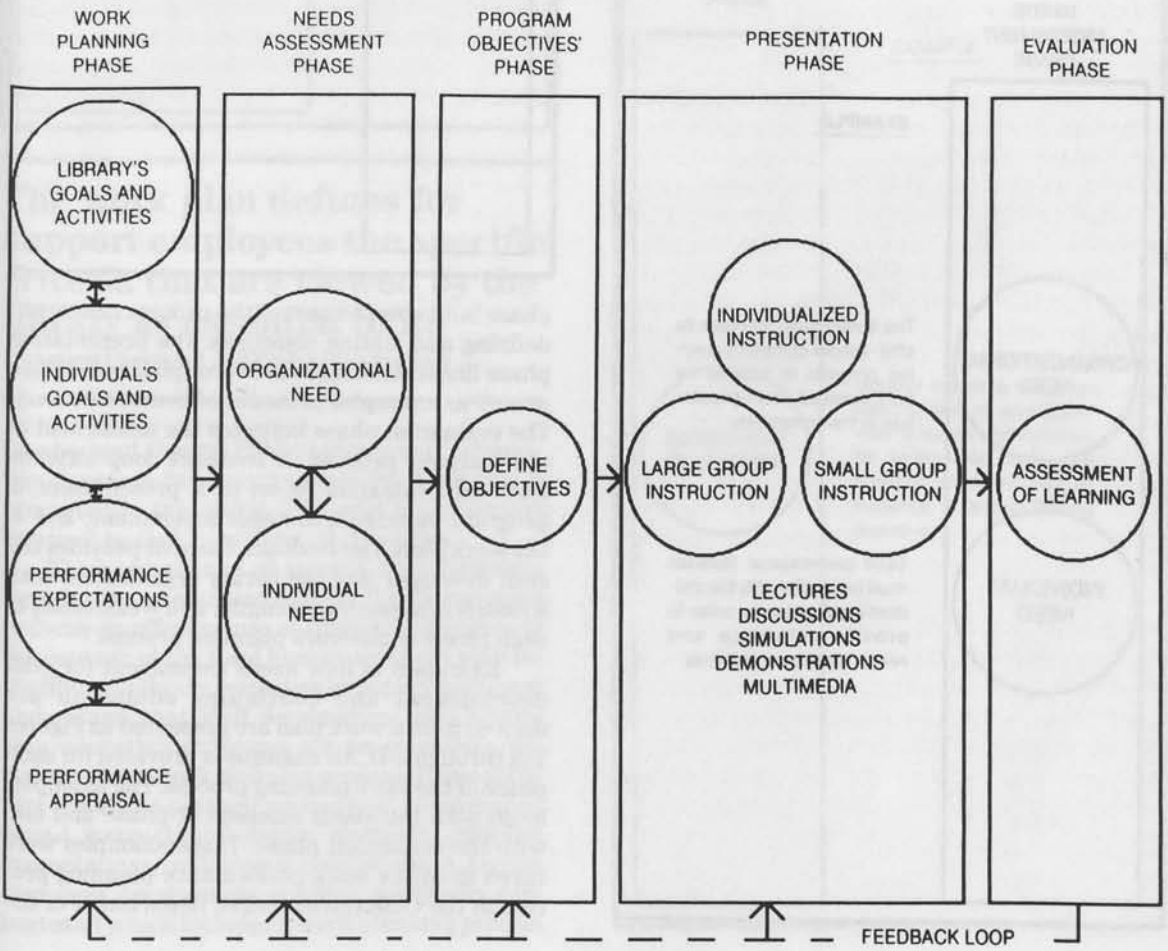 WORK
PLANNING
PHASE
NEEDS
ASSESSMENT
PHASE
PROGRAM
OBJECTIVES'
PHASE
PRESENTATION
PHASE
EVALUATION
PHASE
LIBRARY'S
GOALS AND
ACTIVITIES
INDIVIDUAL'S
GOALS AND
ACTIVITIES
PERFORMANCE
EXPECTATIONS
PERFORMANCE
APPRAISAL
ORGANIZATIONAL
NEED
INDIVIDUAL
NEED
DEFINE
OBJECTIVES
INDIVIDUALIZED
INSTRUCTION
LARGE GROUP
INSTRUCTION
SMALL GROUP
INSTRUCTION
LECTURES
DISCUSSIONS
SIMULATIONS
DEMONSTRATIONS
MULTIMEDIA
ASSESSMENT
OF LEARNING
FEEDBACK LOOP